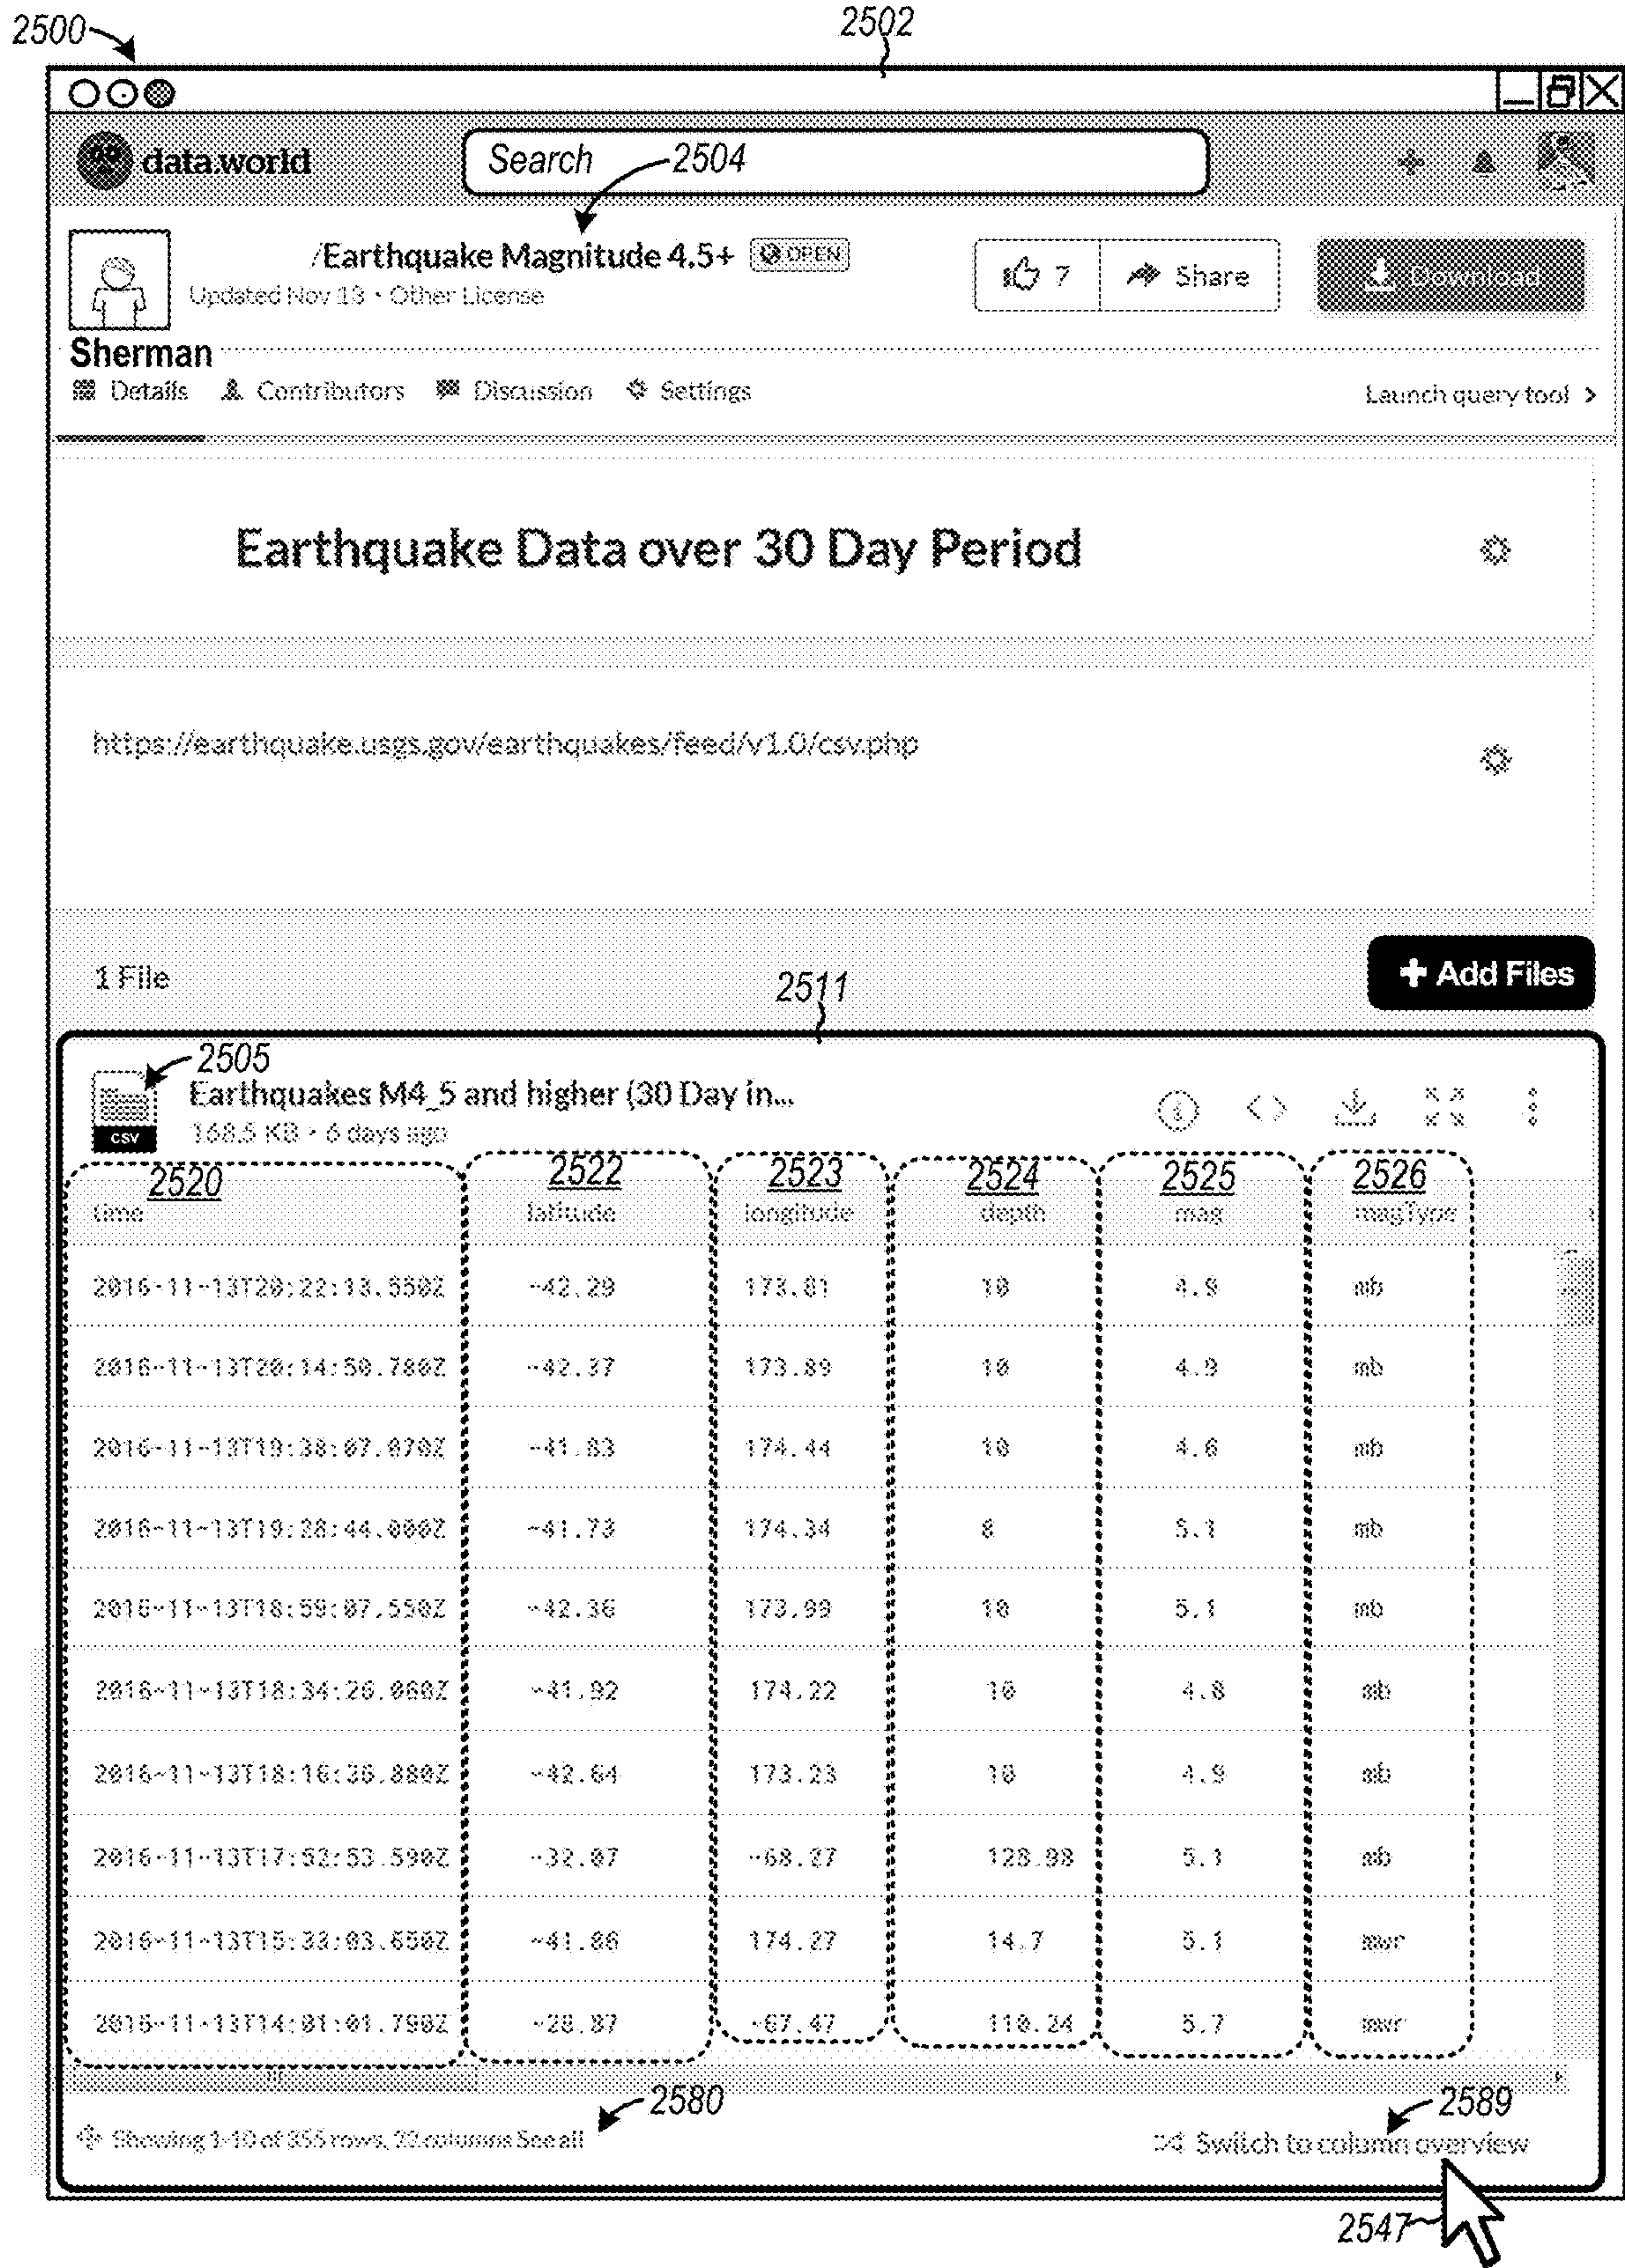 2500
2502
data.world
Search
2504
/Earthquake Magnitude 4.5+ OPEN
7 Share Download
Updated Nov 13 • Other License
Sherman
Details Contributors Discussion Settings
Launch query tool >
Earthquake Data over 30 Day Period
https://earthquake.usgs.gov/earthquakes/feed/v1.0/csv.php
1 File
+ Add Files
2511
2505
Earthquakes M4_5 and higher (30 Day in...
CSV
168.5 KB • 6 days ago
2520 2522 2523 2524 2525 2526
time latitude longitude depth mag magType
2016-11-13T20:22:13.550Z -42.29 173.81 10 4.9 mb
2016-11-13T20:14:50.780Z -42.37 173.89 10 4.9 mb
2016-11-13T19:38:07.070Z -41.83 174.44 10 4.6 mb
2016-11-13T19:28:44.000Z -41.73 174.34 8 5.1 mb
2016-11-13T18:59:07.550Z -42.36 173.99 10 5.1 mb
2016-11-13T18:34:26.060Z -41.92 174.22 10 4.8 mb
2016-11-13T18:16:36.880Z -42.64 173.23 10 4.9 mb
2016-11-13T17:52:53.590Z -32.07 -68.27 128.98 5.1 mb
2016-11-13T15:33:03.650Z -41.86 174.27 14.7 5.1 mwr
2016-11-13T14:01:01.790Z -28.87 -67.47 110.24 5.7 mwr
2580
2589
Showing 1-10 of 355 rows, 22 columns See all
Switch to column overview
2547